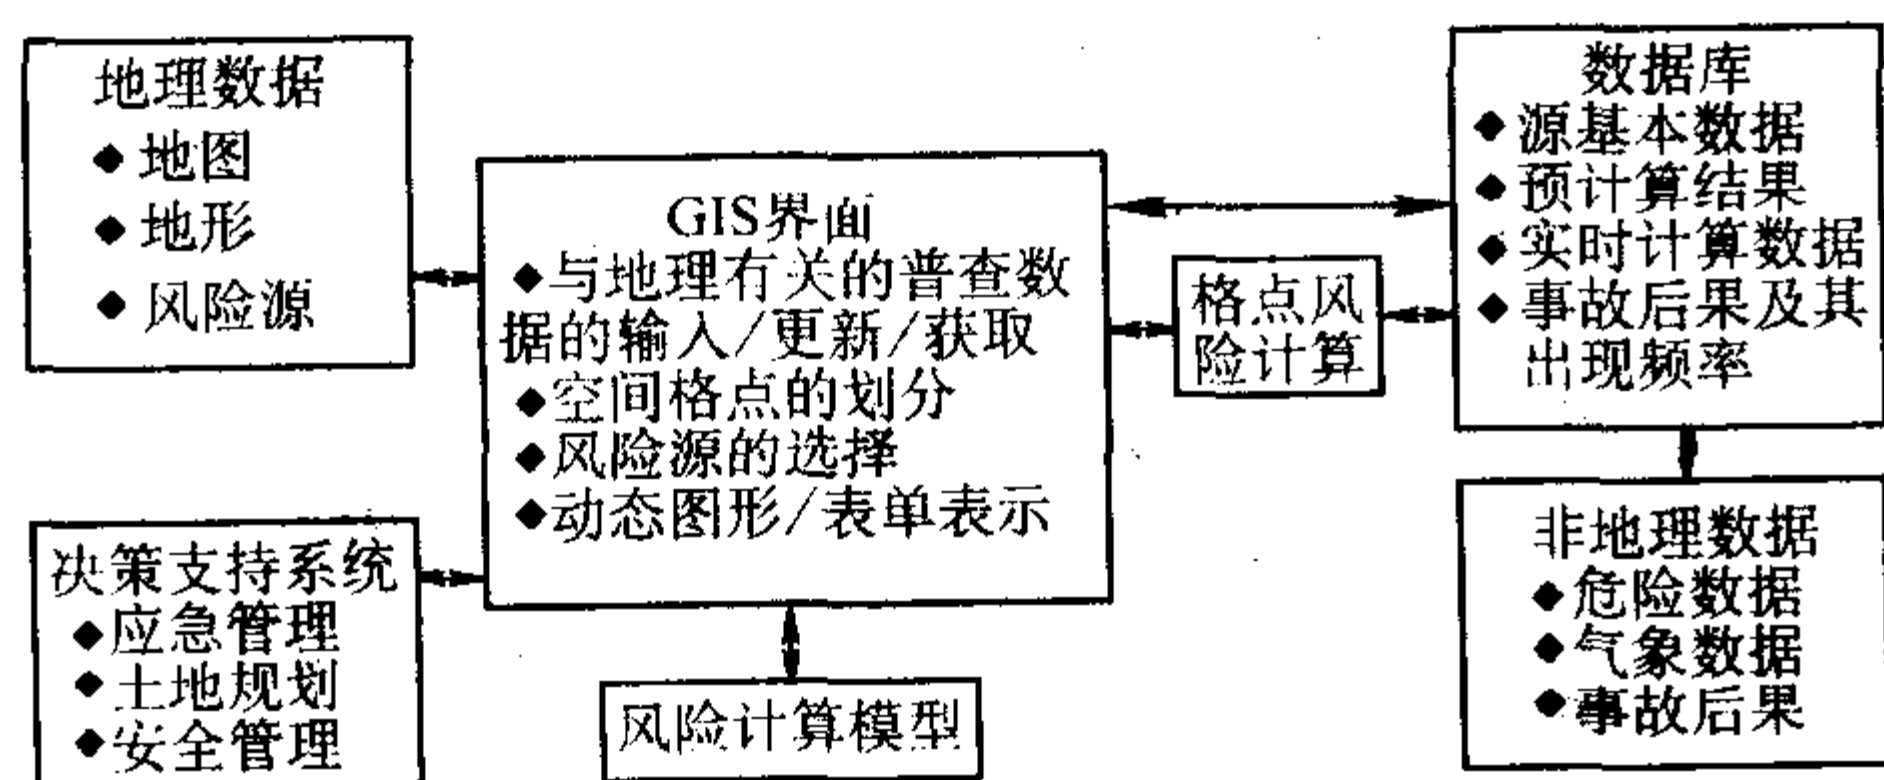 地理数据
◆地图
◆地形
◆风险源
GIS界面
◆与地理有关的普查数
据的输入/更新/获取
◆空间格点的划分
◆风险源的选择
◆动态图形/表单表示
格点风
险计算
数据库
◆源基本数据
◆预计算结果
◆实时计算数据
◆事故后果及其
出现频率
决策支持系统
◆应急管理
◆土地规划
◆安全管理
风险计算模型
非地理数据
◆危险数据
◆气象数据
◆事故后果